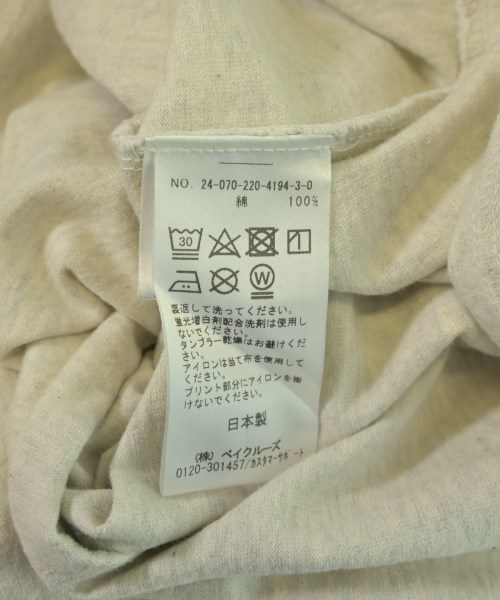 NO. 24-070-220-4194-3-0
綿 100%
30
W
裏返して洗ってください。
蛍光増白剤配合洗剤は使用し
ないでください。
タンブラー乾燥はお避けくだ
さい。
アイロンは当て布を使用して
ください。
プリント部分にアイロンを掛
けないでください。
日本製
(株) ベイクルーズ
0120-301457/カスタマーサポート